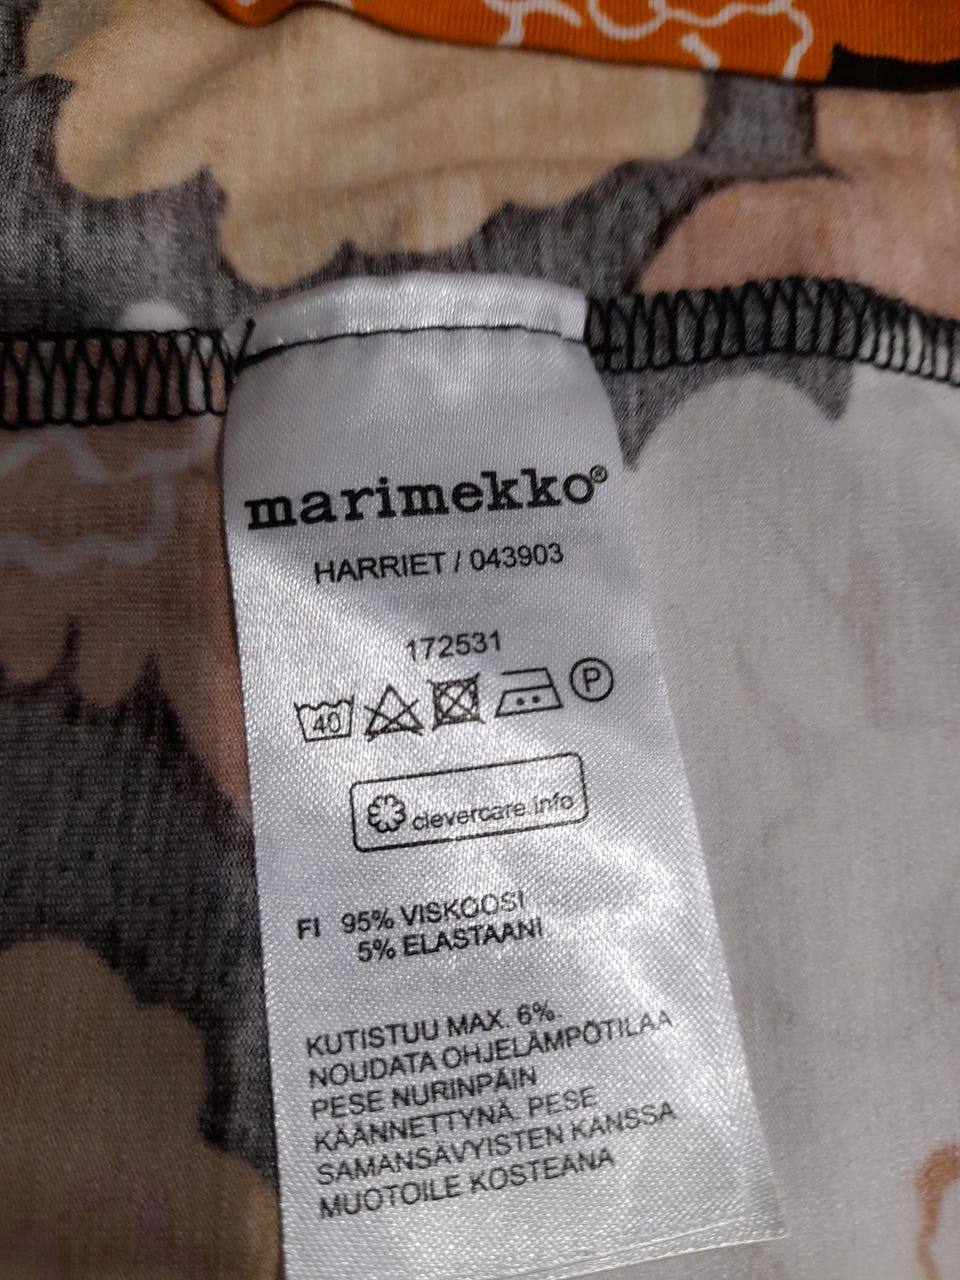 marimekko®
HARRIET / 043903
172531
40 P
clevercare.info
FI 95% VISKOOSI
5% ELASTAANI
KUTISTUU MAX. 6%.
NOUDATA OHJELÄMPÖTILAA
PESE NURINPÄIN
KÄÄNNETTYNÄ. PESE
SAMANSÄVYISTEN KANSSA
MUOTOILE KOSTEANA